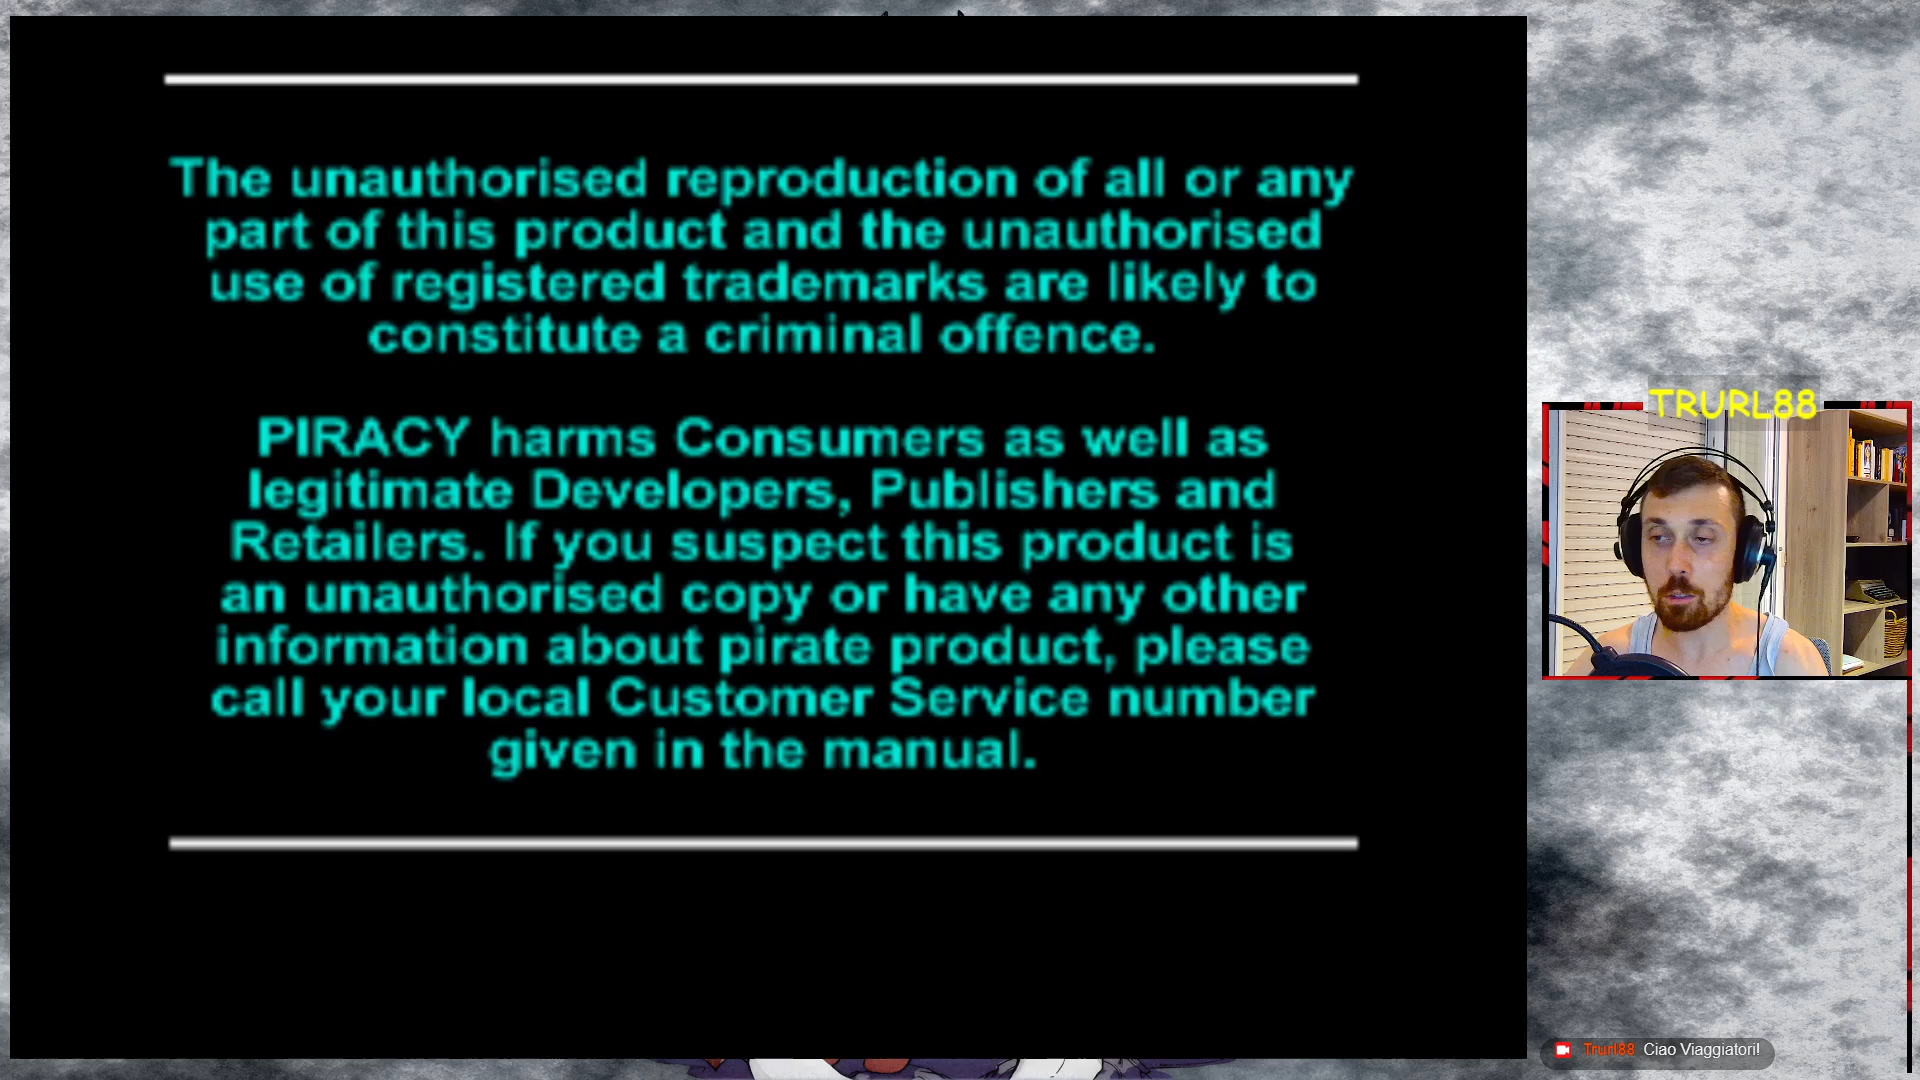 The unauthorised reproduction of all or any
part of this product and the unauthorised
use of registered trademarks are likely to
constitute a criminal offence.
PIRACY harms Consumers as well as
legitimate Developers, Publishers and
Retailers. If you suspect this product is
an unauthorised copy or have any other
information about pirate product, please
call your local Customer Service number
given in the manual.
TRURL88
Trurl88 Ciao Viaggiatori!